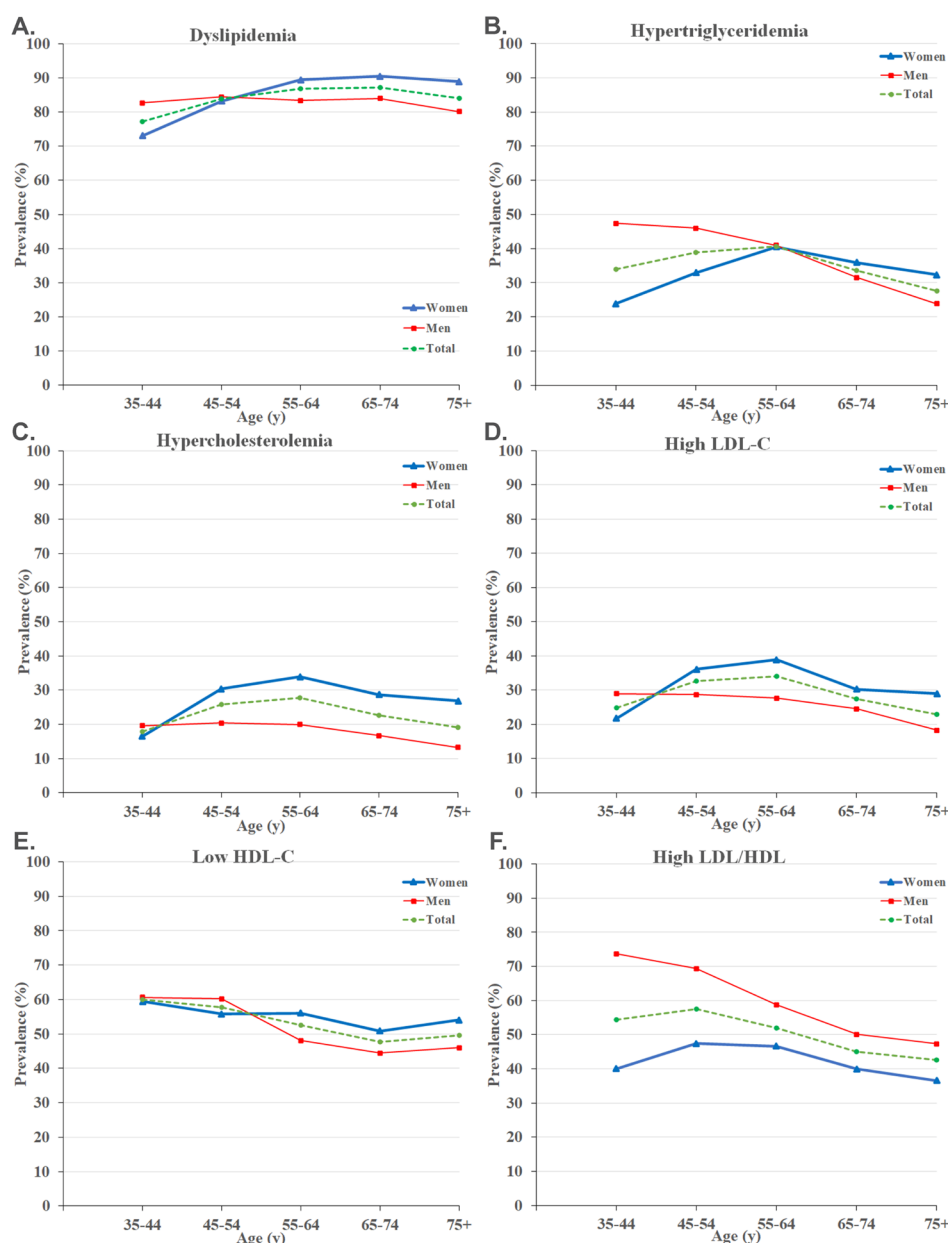 A.
Dyslipidemia
100
90
80
70
60
50
40
30
20
10
0
Prevalence (%)
Women
Men
Total
35-44 45-54 55-64 65-74 75+
Age (y)
B.
Hypertriglyceridemia
100
90
80
70
60
50
40
30
20
10
0
Prevalence (%)
Women
Men
Total
35-44 45-54 55-64 65-74 75+
Age (y)
C.
Hypercholesterolemia
100
90
80
70
60
50
40
30
20
10
0
Prevalence (%)
Women
Men
Total
35-44 45-54 55-64 65-74 75+
Age (y)
D.
High LDL-C
100
90
80
70
60
50
40
30
20
10
0
Prevalence (%)
Women
Men
Total
35-44 45-54 55-64 65-74 75+
Age (y)
E.
Low HDL-C
100
90
80
70
60
50
40
30
20
10
0
Prevalence (%)
Women
Men
Total
35-44 45-54 55-64 65-74 75+
Age (y)
F.
High LDL/HDL
100
90
80
70
60
50
40
30
20
10
0
Prevalence (%)
Women
Men
Total
35-44 45-54 55-64 65-74 75+
Age (y)